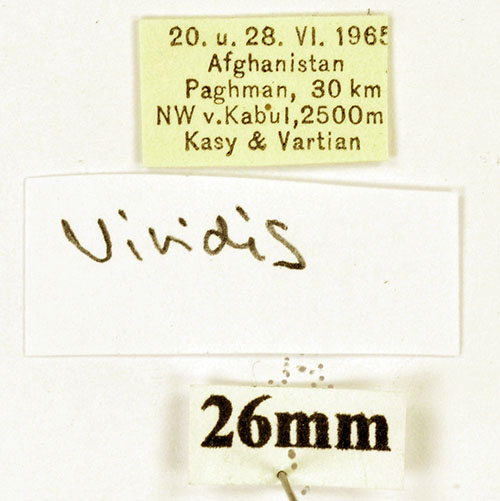 20. u. 28. VI. 1965
Afghanistan
Paghman, 30 km
NW v.Kabul,2500m
Kasy & Vartian
Viridis
26mm